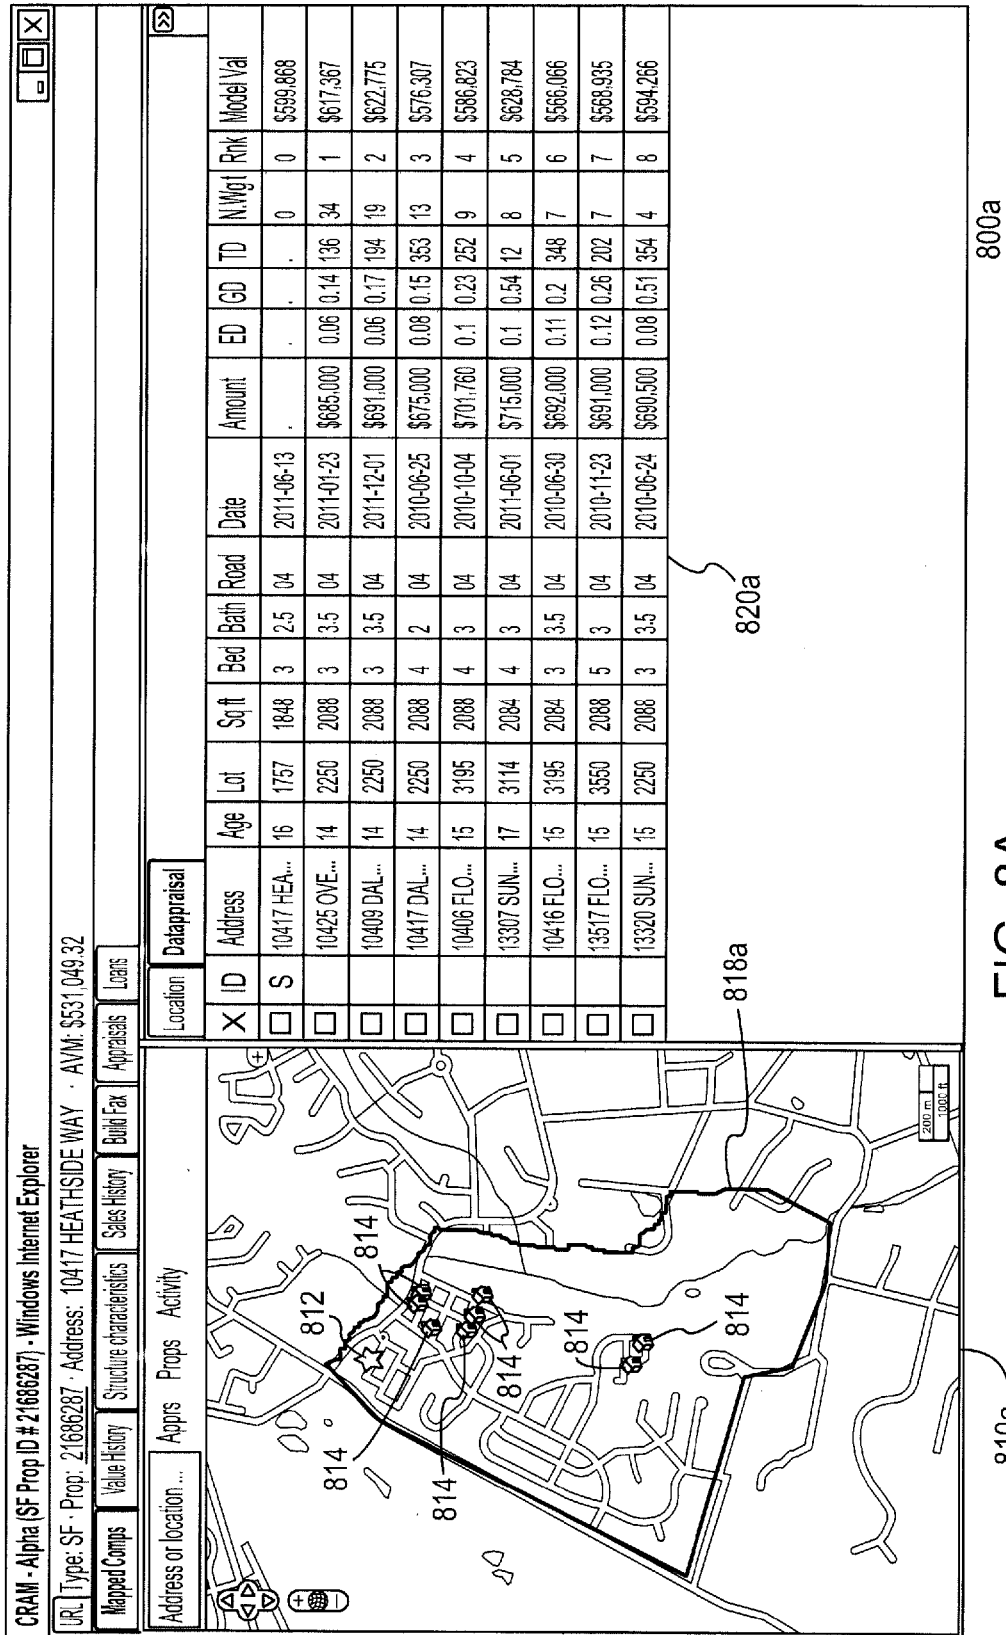 CRAM - Alpha (SF Prop ID # 21686287) - Windows Internet Explorer
URL Type: SF · Prop: 21686287 · Address: 10417 HEATHSIDE WAY · AVM: $531,049.32
Mapped Comps Value History Structure characteristics Sales History Build Fax Appraisals Loans
Address or location ... Apprs Props Activity
812
814
814
814
814
814
814
818a
200 m
1000 ft
810a
Location Datappraisal >>
X ID Address Age Lot Sq ft Bed Bath Road Date Amount ED GD TD N.Wgt Rnk Model Val
S 10417 HEA... 16 1757 1848 3 2.5 04 2011-06-13 . . . . 0 0 $599,868
10425 OVE... 14 2250 2088 3 3.5 04 2011-01-23 $685,000 0.06 0.14 136 34 1 $617,367
10409 DAL... 14 2250 2088 3 3.5 04 2011-12-01 $691,000 0.06 0.17 194 19 2 $622,775
10417 DAL... 14 2250 2088 4 2 04 2010-06-25 $675,000 0.08 0.15 353 13 3 $576,307
10406 FLO... 15 3195 2088 4 3 04 2010-10-04 $701,760 0.1 0.23 252 9 4 $586,823
13307 SUN... 17 3114 2084 4 3 04 2011-06-01 $715,000 0.1 0.54 12 8 5 $628,784
10416 FLO... 15 3195 2084 3 3.5 04 2010-06-30 $692,000 0.11 0.2 348 7 6 $566,066
13517 FLO... 15 3550 2088 5 3 04 2010-11-23 $691,000 0.12 0.26 202 7 7 $568,935
13320 SUN... 15 2250 2088 3 3.5 04 2010-06-24 $690,500 0.08 0.51 354 4 8 $594,266
820a
800a
FIG. 8A